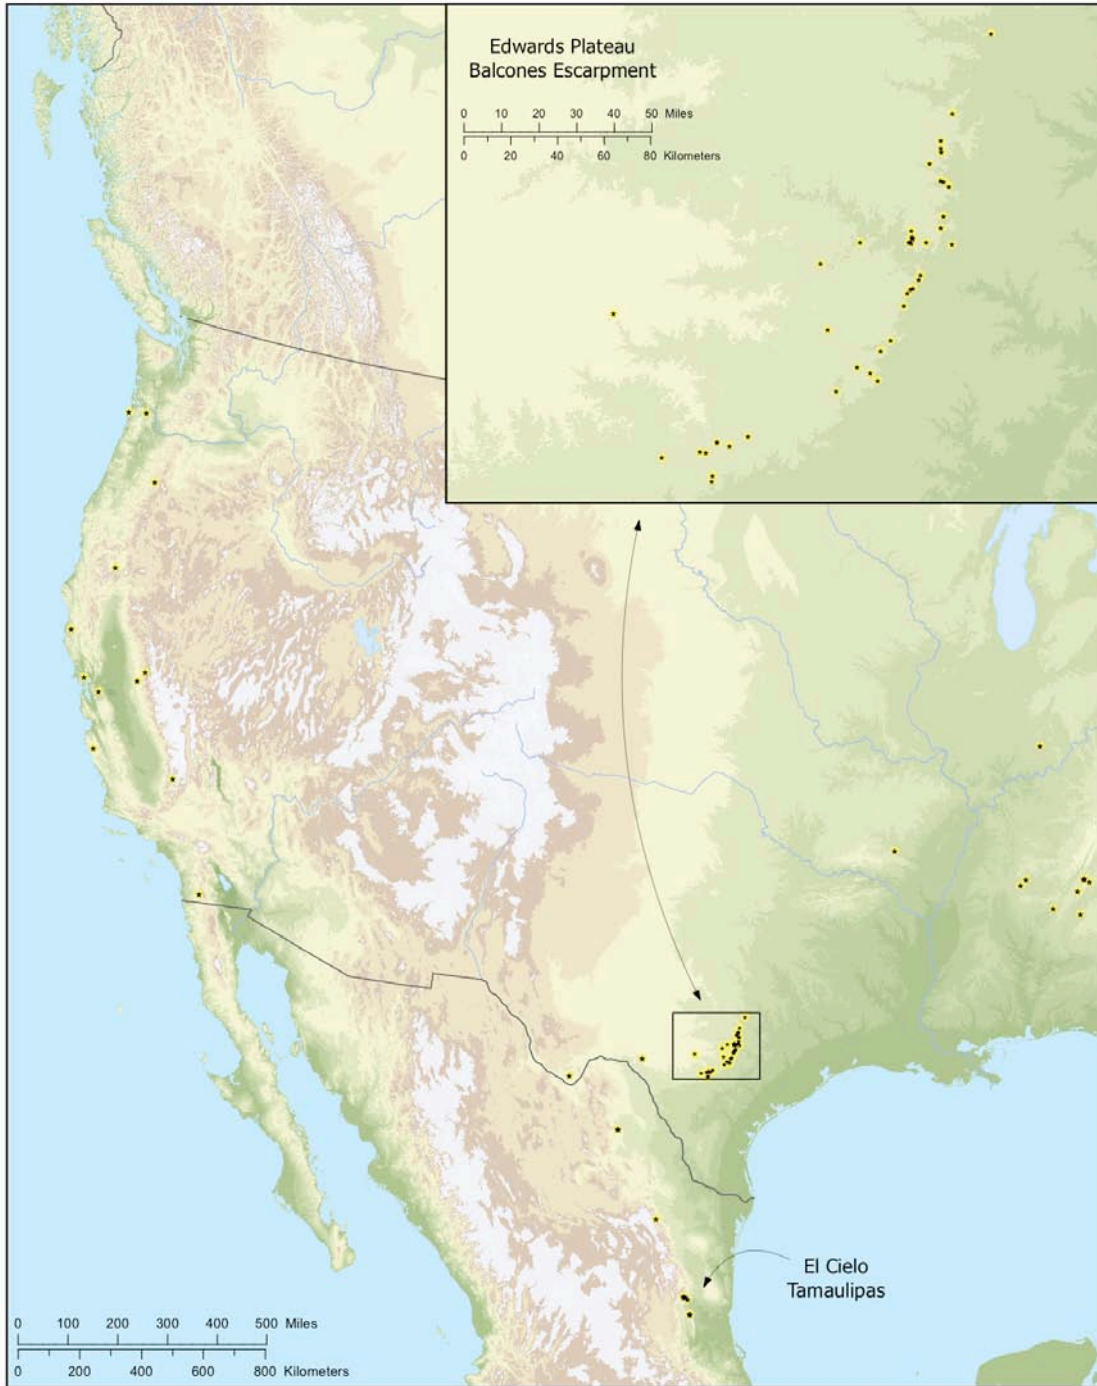 Edwards Plateau
Balcones Escarpment
0 10 20 30 40 50 Miles
0 20 40 60 80 Kilometers
El Cielo
Tamaulipas
0 100 200 300 400 500 Miles
0 200 400 600 800 Kilometers